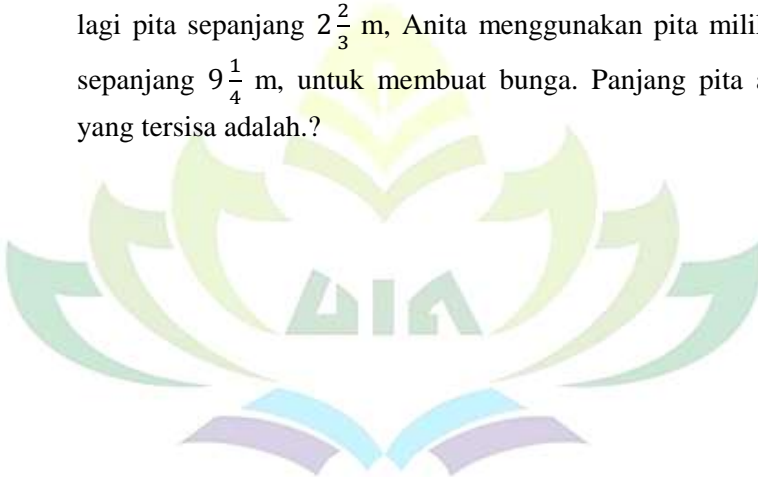 lagi pita sepanjang 2 2/3 m, Anita menggunakan pita
sepanjang 9 1/4 m, untuk membuat bunga. Panjang pita
yang tersisa adalah.?
UIN